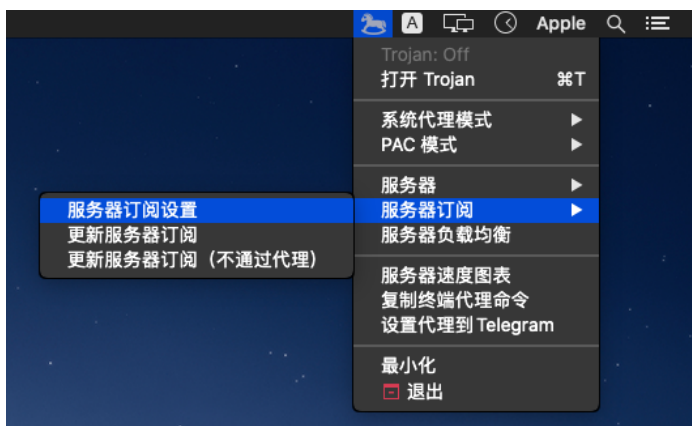 A Apple
Trojan: Off
打开 Trojan ⌘T
系统代理模式
PAC 模式
服务器
服务器订阅
服务器负载均衡
服务器订阅设置
更新服务器订阅
更新服务器订阅（不通过代理）
服务器速度图表
复制终端代理命令
设置代理到 Telegram
最小化
退出